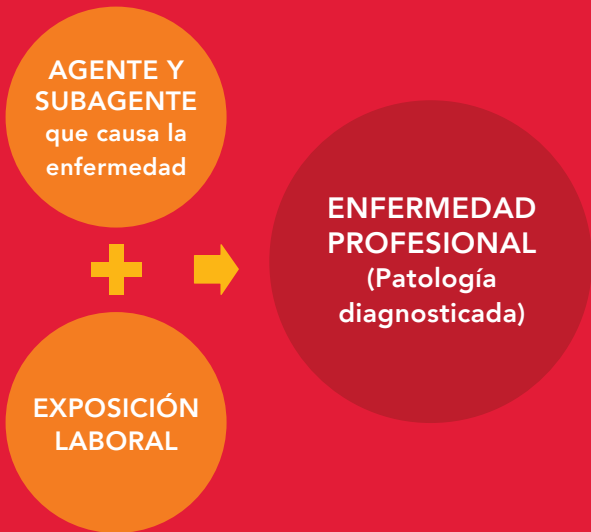 AGENTE Y
SUBAGENTE
que causa la
enfermedad
ENFERMEDAD
PROFESIONAL
(Patología
diagnosticada)
EXPOSICIÓN
LABORAL